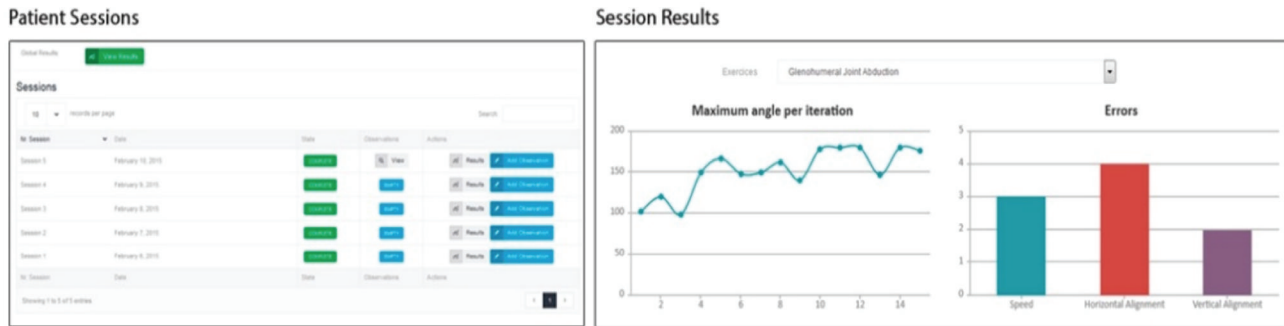 Patient Sessions
Global Results View Results
Sessions
10 records per page Search
Nr. Session Date State Observations Actions
Session 5 February 10, 2015 COMPLETE View Results Add Observation
Session 4 February 9, 2015 COMPLETE EMPTY Results Add Observation
Session 3 February 8, 2015 COMPLETE EMPTY Results Add Observation
Session 2 February 7, 2015 COMPLETE EMPTY Results Add Observation
Session 1 February 6, 2015 COMPLETE EMPTY Results Add Observation
Nr. Session Date State Observations Actions
Showing 1 to 5 of 5 entries 1
Session Results
Exercices Glenohumeral Joint Abduction
Maximum angle per iteration
200
150
100
50
0
2 4 6 8 10 12 14
Errors
5
4
3
2
1
0
Speed Horizontal Alignment Vertical Alignment